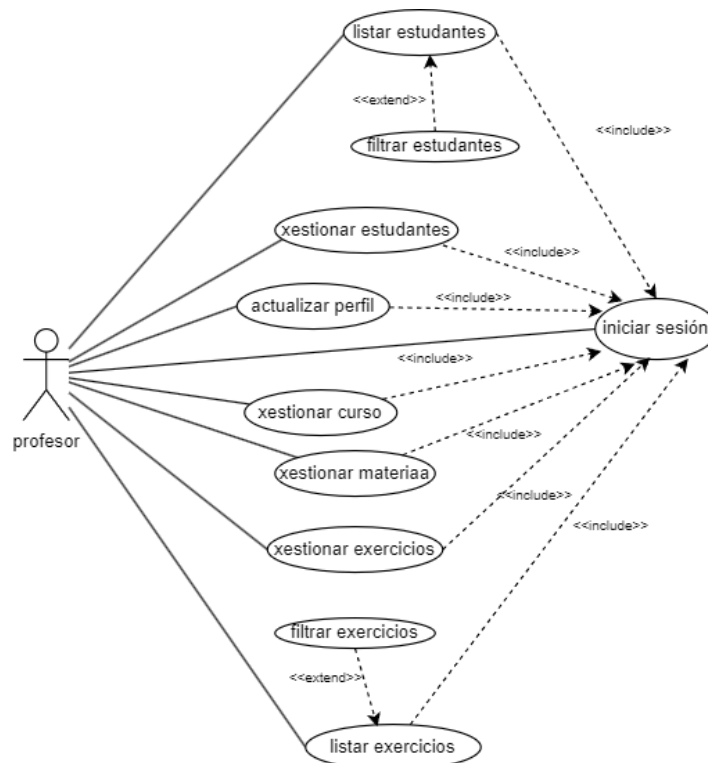 listar estudantes
<<extend>>
<<include>>
filtrar estudantes
xestionar estudantes
<<include>>
actualizar perfil
<<include>>
iniciar sesión
<<include>>
xestionar curso
profesor
<<include>>
xestionar materiaa
<<include>>
<<include>>
xestionar exercicios
filtrar exercicios
<<extend>>
listar exercicios